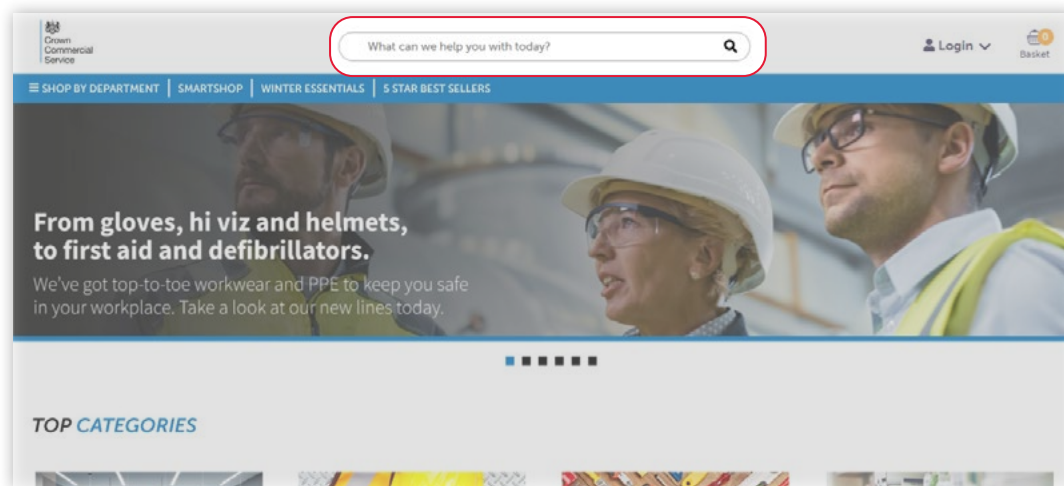 Crown
Commercial
Service
What can we help you with today?
Login
0
Basket
SHOP BY DEPARTMENT
SMARTSHOP
WINTER ESSENTIALS
5 STAR BEST SELLERS
From gloves, hi viz and helmets,
to first aid and defibrillators.
We've got top-to-toe workwear and PPE to keep you safe
in your workplace. Take a look at our new lines today.
TOP CATEGORIES